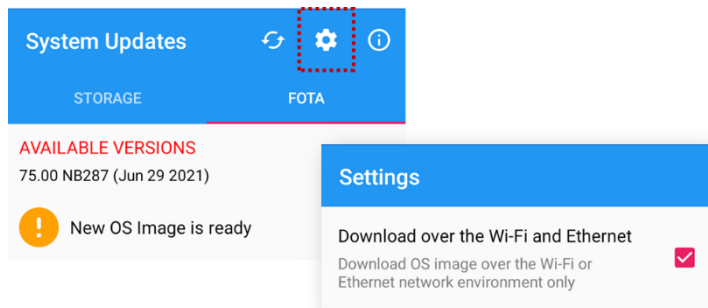 System Updates
STORAGE
FOTA
AVAILABLE VERSIONS
75.00 NB287 (Jun 29 2021)
New OS Image is ready
Settings
Download over the Wi-Fi and Ethernet
Download OS image over the Wi-Fi or
Ethernet network environment only